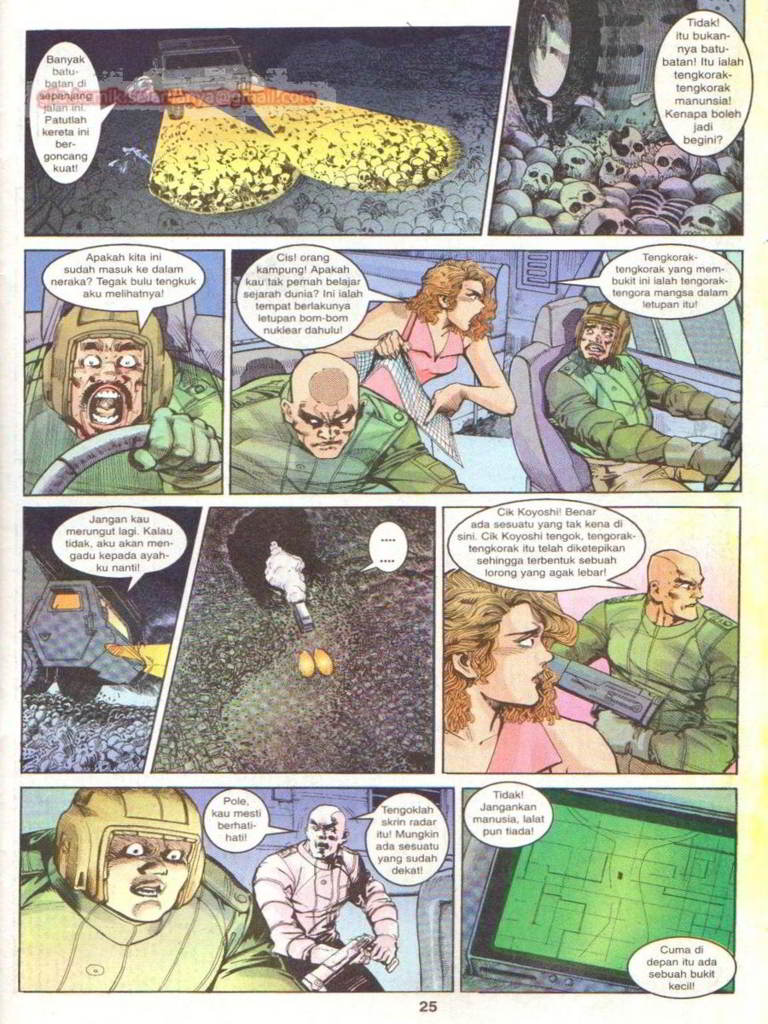 Banyak
batu-
batan di
sepanjang
jalan ini.
Patutlah
kereta ini
ber-
goncang
kuat!
Tidak!
itu bukan-
nya batu-
batan! Itu ialah
tengkorak-
tengkorak
manunsia!
Kenapa boleh
jadi
begini?
Apakah kita ini
sudah masuk ke dalam
neraka? Tegak bulu tengkuk
aku melihatnya!
Cis! orang
kampung! Apakah
kau tak pernah belajar
sejarah dunia? Ini ialah
tempat berlakunya
letupan bom-bom
nuklear dahulu!
Tengkorak-
tengkorak yang mem-
bukit ini ialah tengkorak-
tengkora mangsa dalam
letupan itu!
Jangan kau
merungut lagi. Kalau
tidak, aku akan men-
gadu kepada ayah-
ku nanti!
....
....
Cik Koyoshi! Benar
ada sesuatu yang tak kena di
sini. Cik Koyoshi tengok, tengorak-
tengkorak itu telah diketepikan
sehingga terbentuk sebuah
lorong yang agak lebar!
Pole,
kau mesti
berhati-
hati!
Tengoklah
skrin radar
itu! Mungkin
ada sesuatu
yang sudah
dekat!
Tidak!
Jangankan
manusia, lalat
pun tiada!
Cuma di
depan itu ada
sebuah bukit
kecil!
25